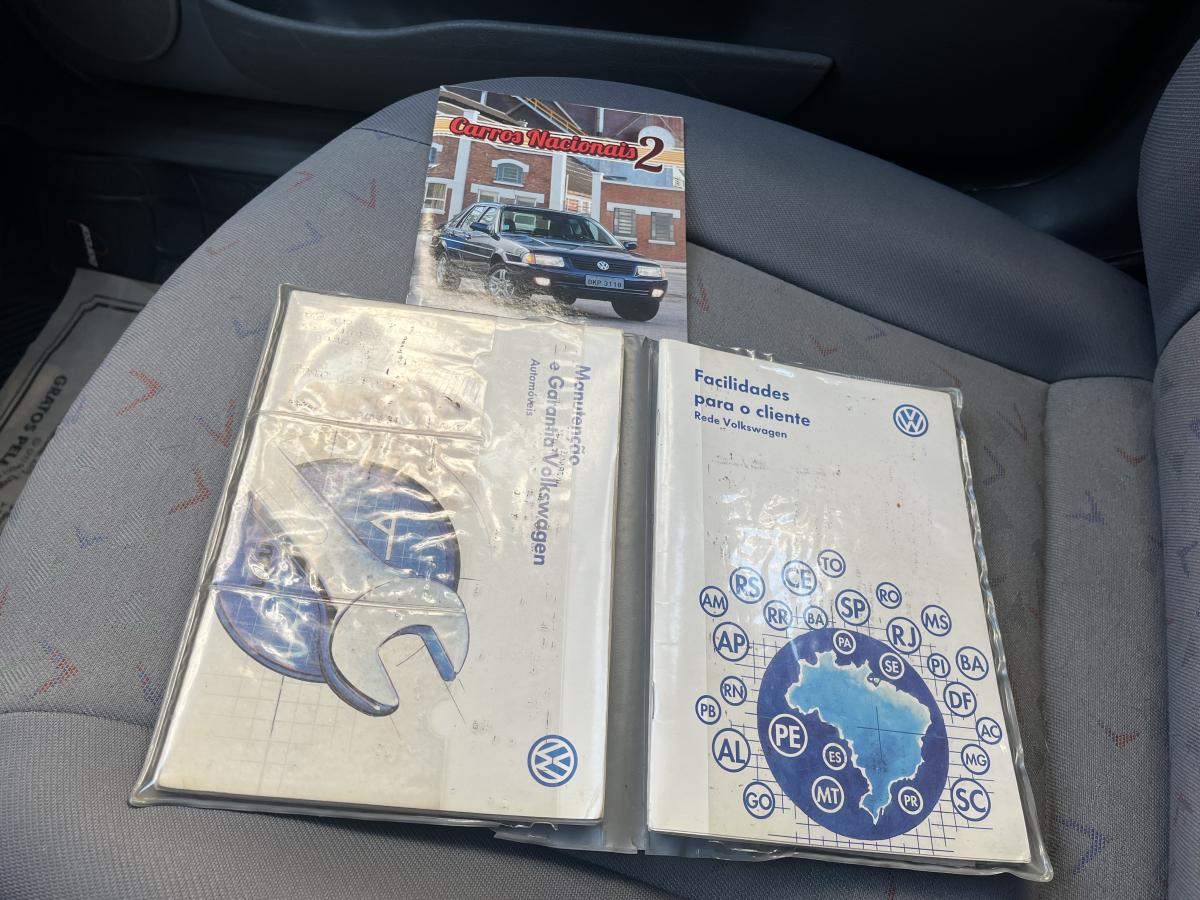 Carros Nacionais 2
DKP 3118
Manutenção
e Garantia Volkswagen
Automóveis
Facilidades
para o cliente
Rede Volkswagen
TO
RS CE
AM RR BA SP RO
MS
AP PA RJ
SE PI BA
RN DF
PB PE AC
AL ES MG
GO MT PR SC
GRATOS PELA